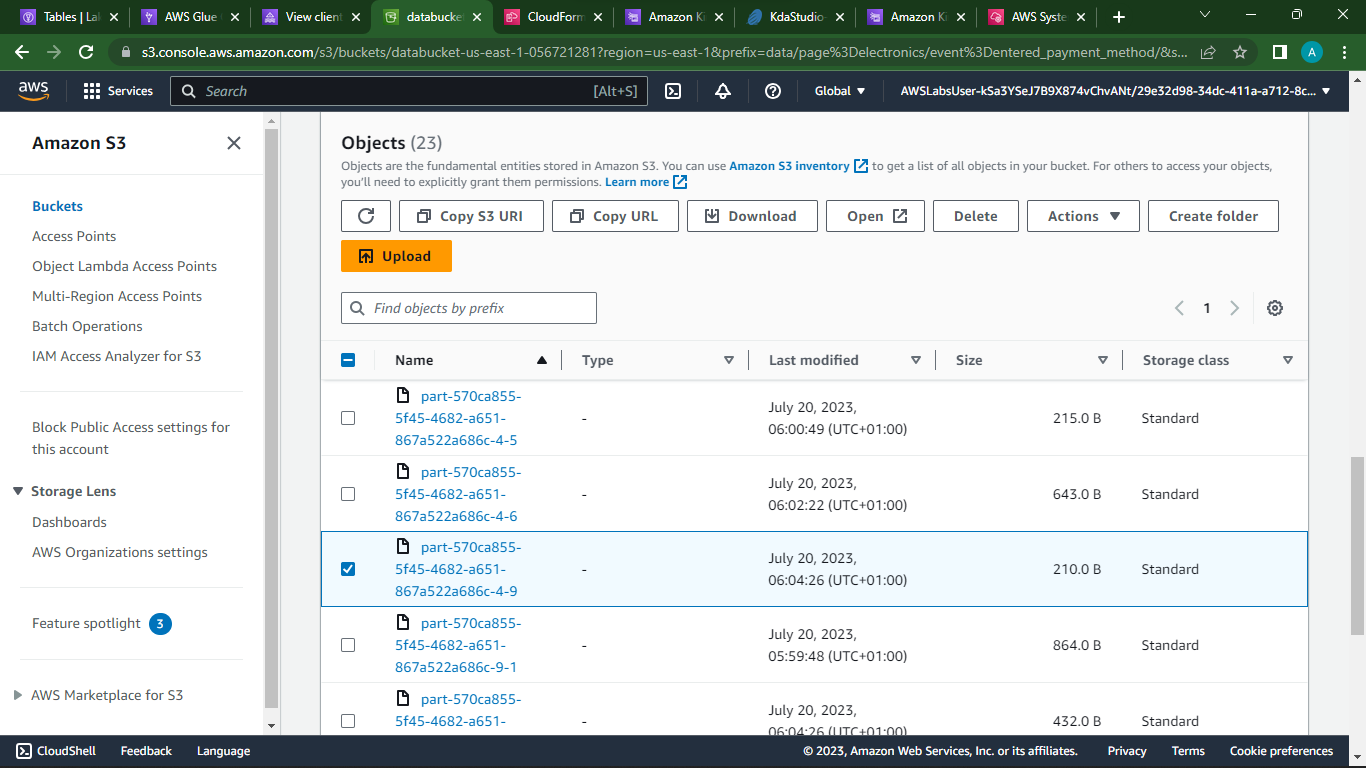 Tables | La
AWS Glue
View client
databucket
CloudForm
Amazon Ki
KdaStudio-
Amazon Ki
AWS Syste
s3.console.aws.amazon.com/s3/buckets/databucket-us-east-1-056721281?region=us-east-1&prefix=data/page%3Delectronics/event%3Dentered_payment_method/&s...
A
aws
Services
Search
[Alt+S]
Global
AWSLabsUser-kSa3YSeJ7B9X874vChvANt/29e32d98-34dc-411a-a712-8c...
Amazon S3
Buckets
Access Points
Object Lambda Access Points
Multi-Region Access Points
Batch Operations
IAM Access Analyzer for S3
Block Public Access settings for
this account
Storage Lens
Dashboards
AWS Organizations settings
Feature spotlight 3
AWS Marketplace for S3
Objects (23)
Objects are the fundamental entities stored in Amazon S3. You can use Amazon S3 inventory to get a list of all objects in your bucket. For others to access your objects,
you'll need to explicitly grant them permissions. Learn more
Copy S3 URI
Copy URL
Download
Open
Delete
Actions
Create folder
Upload
Find objects by prefix
1
Name
Type
Last modified
Size
Storage class
part-570ca855-
5f45-4682-a651-
867a522a686c-4-5
-
July 20, 2023,
06:00:49 (UTC+01:00)
215.0 B
Standard
part-570ca855-
5f45-4682-a651-
867a522a686c-4-6
-
July 20, 2023,
06:02:22 (UTC+01:00)
643.0 B
Standard
part-570ca855-
5f45-4682-a651-
867a522a686c-4-9
-
July 20, 2023,
06:04:26 (UTC+01:00)
210.0 B
Standard
part-570ca855-
5f45-4682-a651-
867a522a686c-9-1
-
July 20, 2023,
05:59:48 (UTC+01:00)
864.0 B
Standard
part-570ca855-
5f45-4682-a651-
-
July 20, 2023,
06:04:26 (UTC+01:00)
432.0 B
Standard
CloudShell
Feedback
Language
© 2023, Amazon Web Services, Inc. or its affiliates.
Privacy
Terms
Cookie preferences